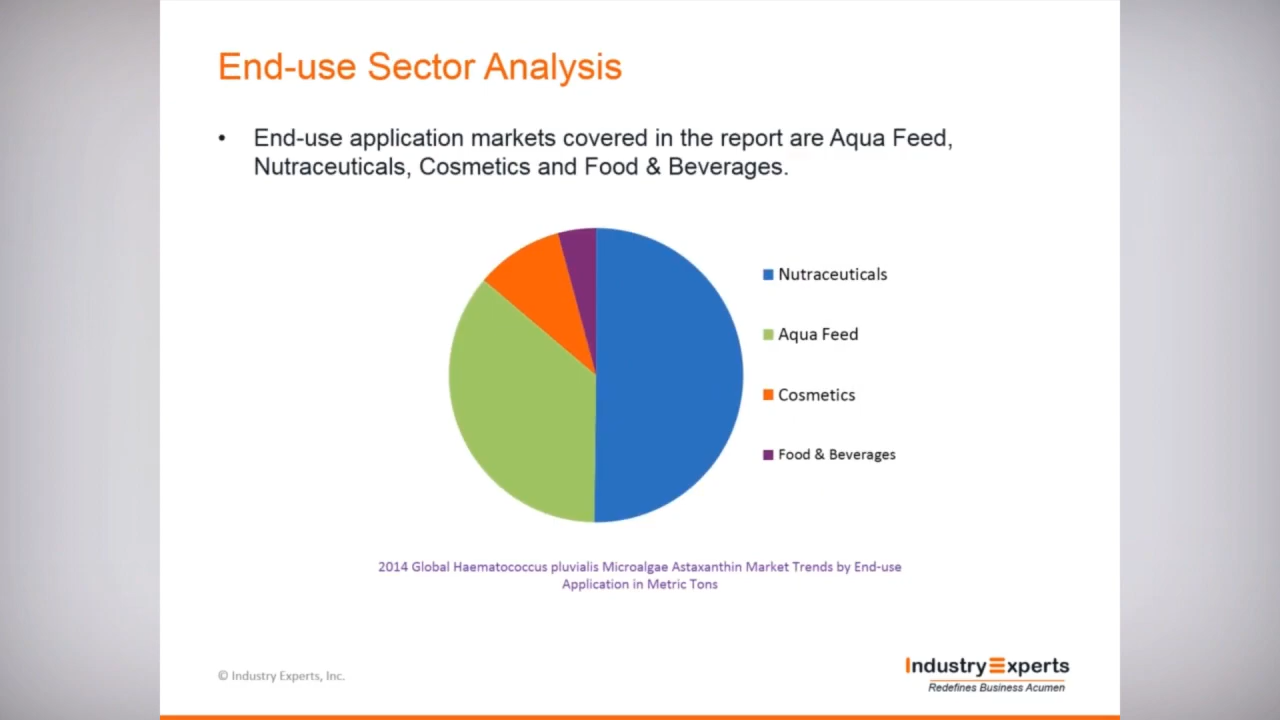 End-use Sector Analysis
• End-use application markets covered in the report are Aqua Feed,
Nutraceuticals, Cosmetics and Food & Beverages.
Nutraceuticals
Aqua Feed
Cosmetics
Food & Beverages
2014 Global Haematococcus pluvialis Microalgae Astaxanthin Market Trends by End-use
Application in Metric Tons
© Industry Experts, Inc.
IndustryExperts
Redefines Business Acumen